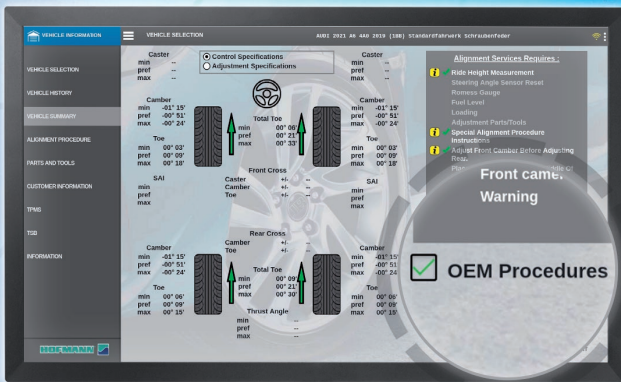 VEHICLE INFORMATION
VEHICLE SELECTION
AUDI 2021 A6 4A0 2019 (1BB) Standardfahrwerk Schraubenfeder
VEHICLE SELECTION
VEHICLE HISTORY
VEHICLE SUMMARY
ALIGNMENT PROCEDURE
PARTS AND TOOLS
CUSTOMER INFORMATION
TPMS
TSB
INFORMATION
HOFMANN
Control Specifications
Adjustment Specifications
Caster
min --
pref --
max --
Camber
min -01° 15'
pref -00° 51'
max -00° 24'
Toe
min 00° 03'
pref 00° 09'
max 00° 18'
SAI
min
pref
max
Total Toe
min 00° 06'
pref 00° 21'
max 00° 33'
Front Cross
Caster +/- --
Camber +/- --
Toe +/- --
Caster
min --
pref --
max --
Camber
min -01° 15'
pref -00° 51'
max -00° 24'
Toe
min 00° 03'
pref 00° 09'
max 00° 18'
SAI
min
pref
max
Camber
min -01° 15'
pref -00° 51'
max -00° 24'
Toe
min 00° 06'
pref 00° 09'
max 00° 15'
Rear Cross
Camber +/- --
Toe +/- --
Total Toe
min 00° 09'
pref 00° 21'
max 00° 30'
Thrust Angle
min --
pref --
max --
Camber
min -01° 15'
pref -00° 51'
max -00° 24'
Toe
min 00° 06'
pref 00° 09'
max 00° 15'
Alignment Services Requires :
Ride Height Measurement
Steering Angle Sensor Reset
Romess Gauge
Fuel Level
Loading
Adjustment Parts/Tools
Special Alignment Procedure
Instructions
Adjust Front Camber Before Adjusting
Rear.
Front
Warning
OEM Procedures